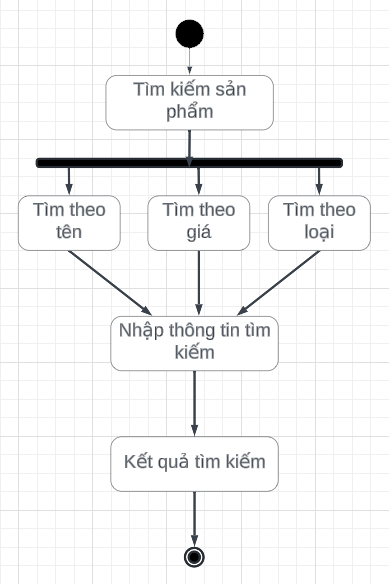 Tìm kiếm sản
phẩm
Tìm theo
tên
Tìm theo
giá
Tìm theo
loại
Nhập thông tin tìm
kiếm
Kết quả tìm kiếm